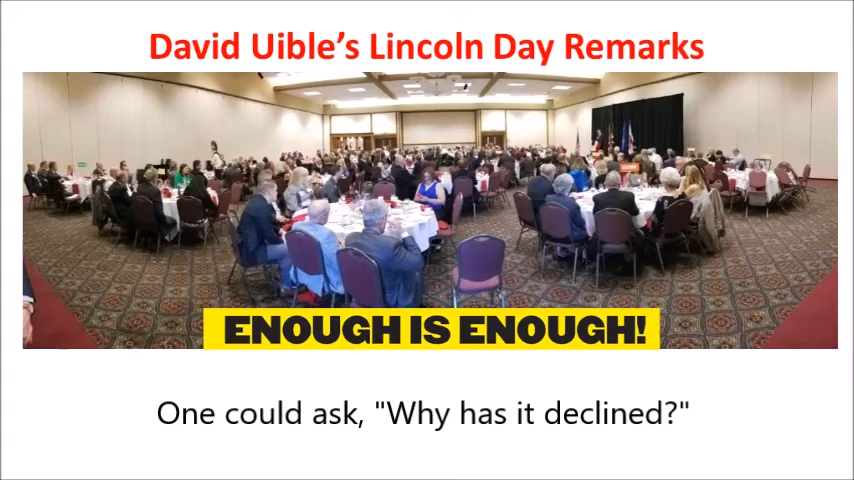 David Uible’s Lincoln Day Remarks
ENOUGH IS ENOUGH!
One could ask, "Why has it declined?"